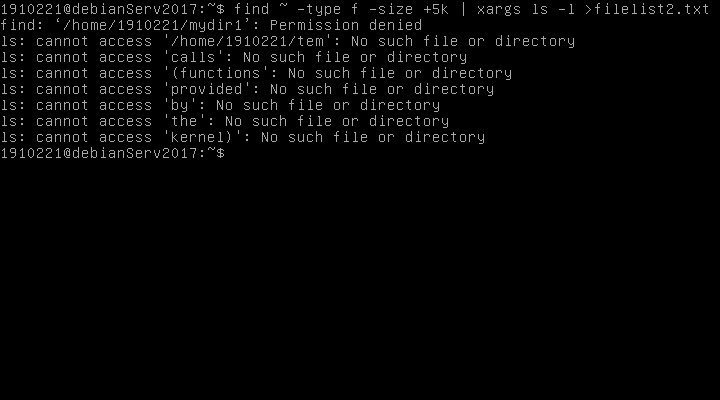 1910221@debianServ2017:~$ find ~ -type f -size +5k | xargs ls -l >filelist2.txt
find: ‘/home/1910221/mydir1’: Permission denied
ls: cannot access '/home/1910221/tem': No such file or directory
ls: cannot access 'calls': No such file or directory
ls: cannot access '(functions': No such file or directory
ls: cannot access 'provided': No such file or directory
ls: cannot access 'by': No such file or directory
ls: cannot access 'the': No such file or directory
ls: cannot access 'kernel)': No such file or directory
1910221@debianServ2017:~$